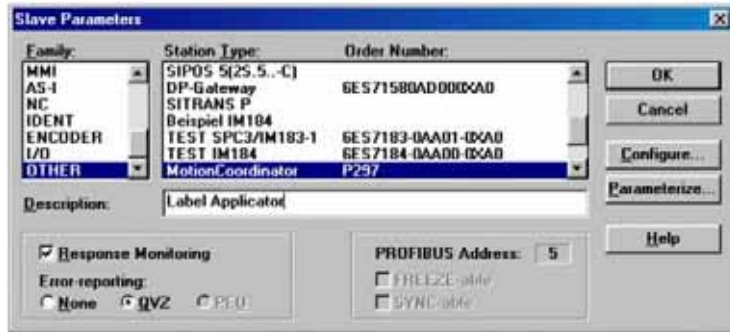 Slave Parameters
Family:
MMI
AS-I
NC
IDENT
ENCODER
I/O
OTHER
Station Type: Order Number:
SIPOS 5(2S.5..-C)
DP-Gateway 6ES71580AD000XA0
SITRANS P
Beispiel IM184
TEST SPC3/IM183-1 6ES7183-0AA01-0XA0
TEST IM184 6ES7184-0AA00-0XA0
MotionCoordinator P297
Description: Label Applicator
Response Monitoring
Error-reporting:
None QVZ PEU
PROFIBUS Address: 5
FREEZE-able
SYNC-able
OK
Cancel
Configure...
Parameterize...
Help